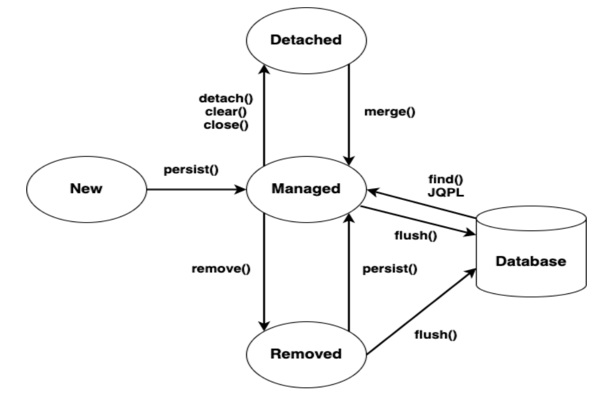 Detached
detach()
clear()
close()
merge()
persist()
New
Managed
find()
JQPL
flush()
Database
remove()
persist()
flush()
Removed